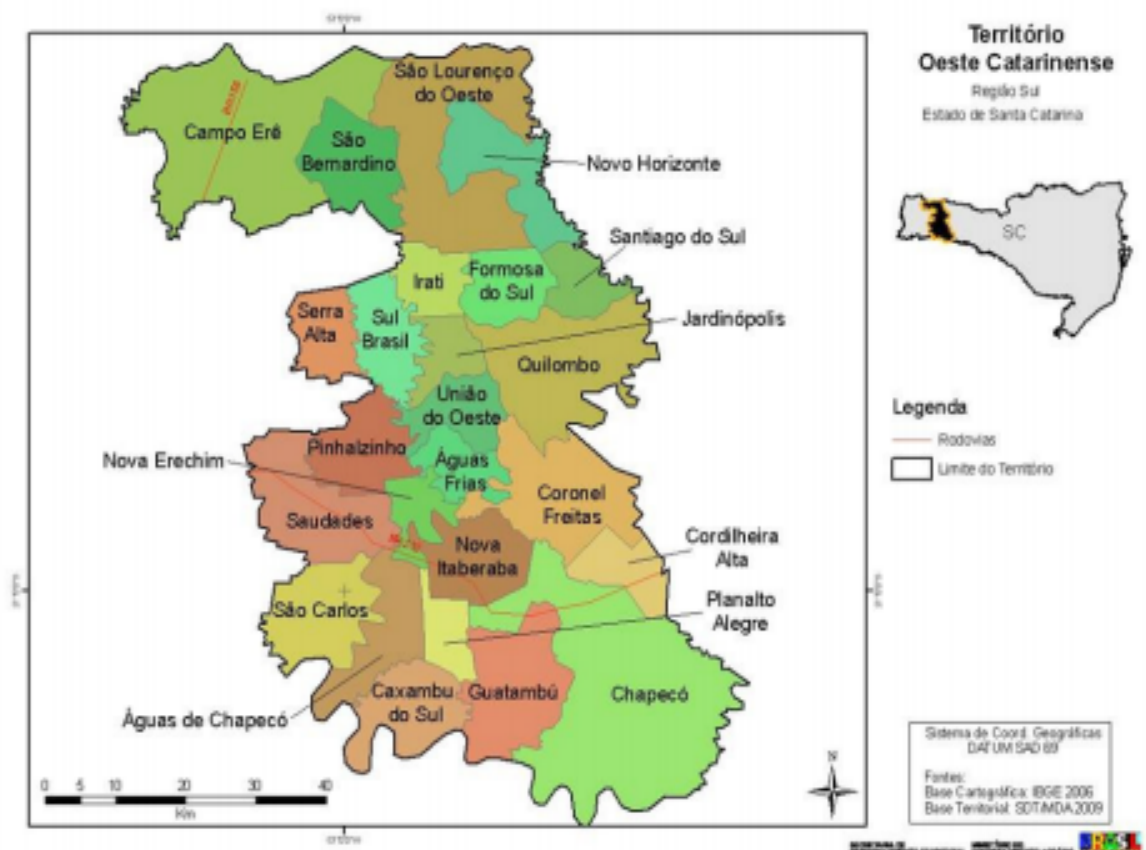 Território
Oeste Catarinense
Região Sul
Estado de Santa Catarina
São Lourenço
do Oeste
Campo Erê
São
Bernardino
Novo Horizonte
Santiago do Sul
Irati
Formosa
do Sul
Serra
Alta
Sul
Brasil
Jardinópolis
Quilombo
União
do Oeste
Pinhalzinho
Nova Erechim
Águas
Frias
Coronel
Freitas
Saudades
Nova
Itaberaba
Cordilheira
Alta
São Carlos
Planalto
Alegre
Caxambu
do Sul
Guatambú
Chapecó
Águas de Chapecó
0 5 10 20 30 40
Km
N
SC
Legenda
Rodovias
Limite do Território
Sistema de Coord. Geográficas
DATUM SAD 69
Fontes:
Base Cartográfica: IBGE 2006
Base Territorial: SDT/MDA 2009
BRASIL